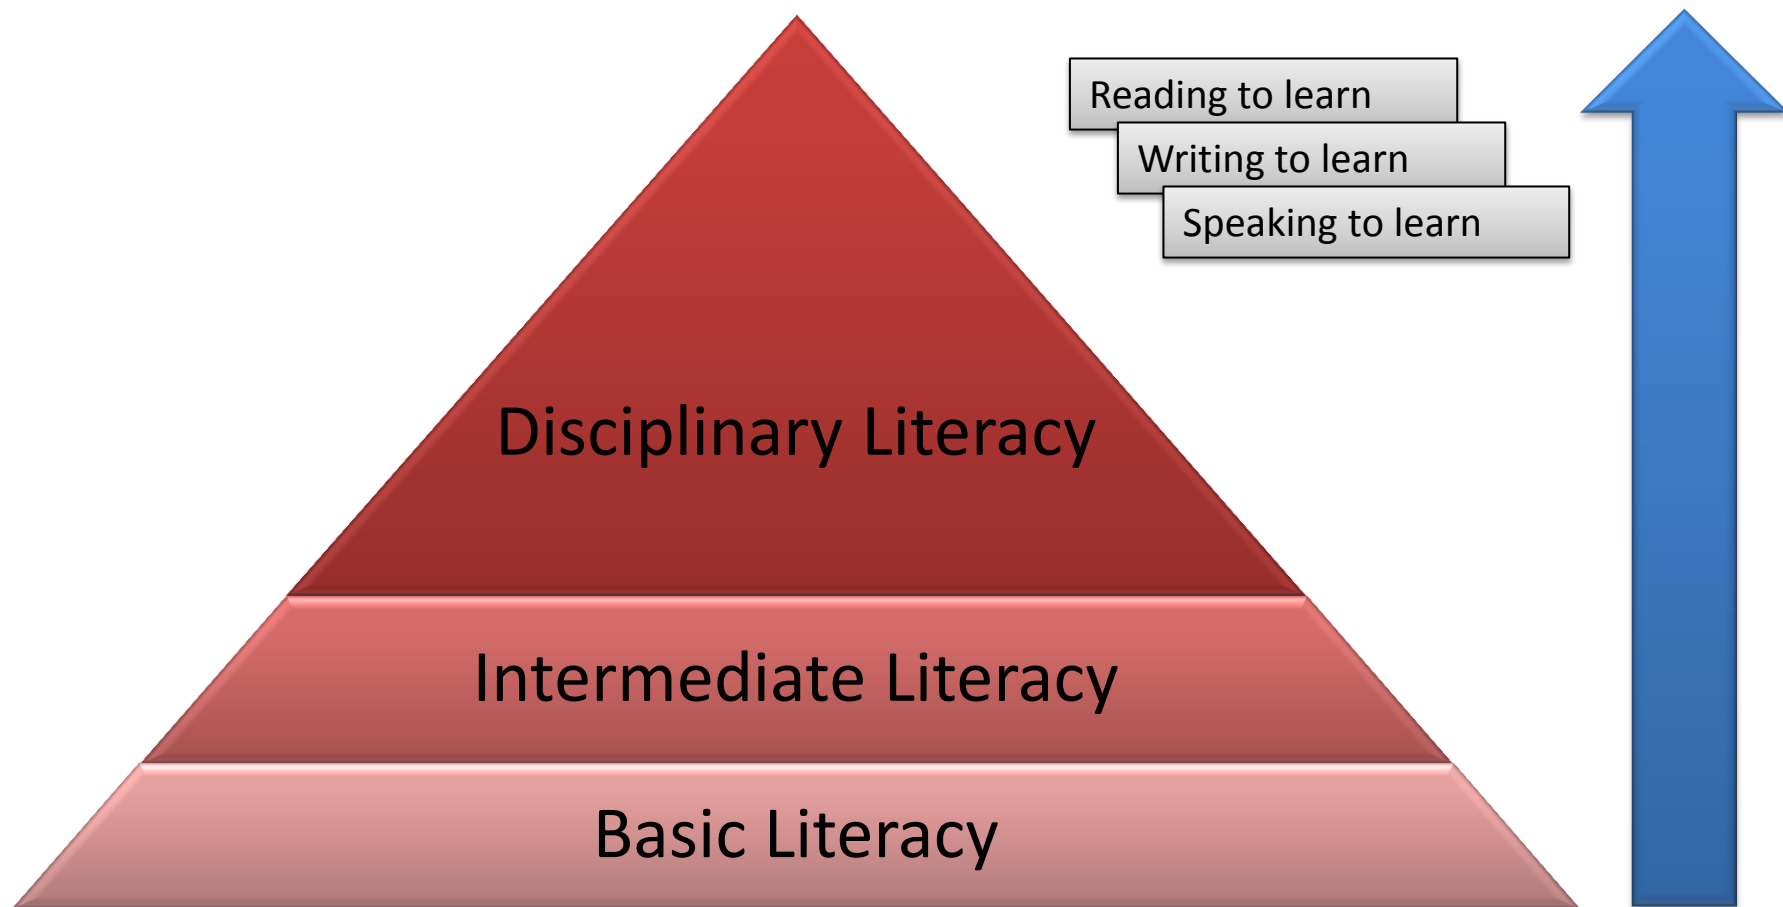 Reading to learn
Writing to learn
Speaking to learn
Disciplinary Literacy
Intermediate Literacy
Basic Literacy